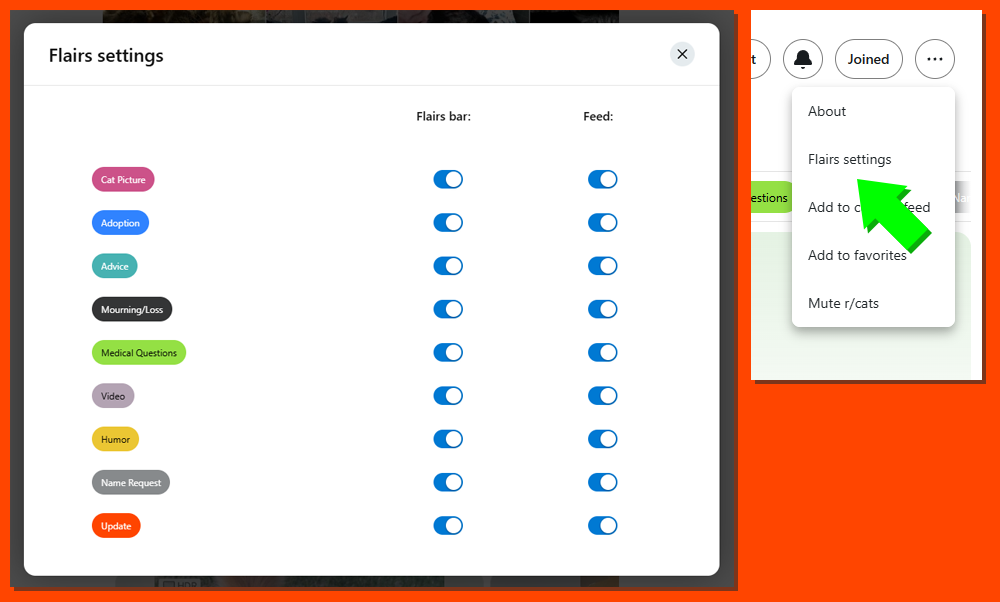 Flairs settings
Flairs bar: Feed:
Cat Picture
Adoption
Advice
Mourning/Loss
Medical Questions
Video
Humor
Name Request
Update
t Joined
About
Flairs settings
estions
Add to c feed
Nai
Add to favorites
Mute r/cats